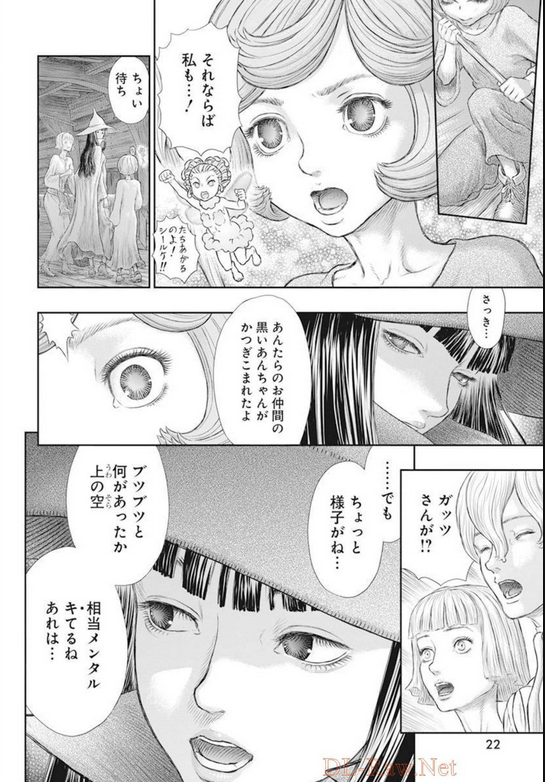 それならば
私も…！
たちあがる
のよ！
シールケ!!
ちょい
待ち
さっき…
あんたらのお仲間の
黒いあんちゃんが
かつぎこまれたよ
ガッツ
さんが!?
……でも
ちょっと
様子がね…
ブツブツと
何があったか
上の空
うわ
そら
相当メンタル
キてるね
あれは…
22
DL-Raw.Net